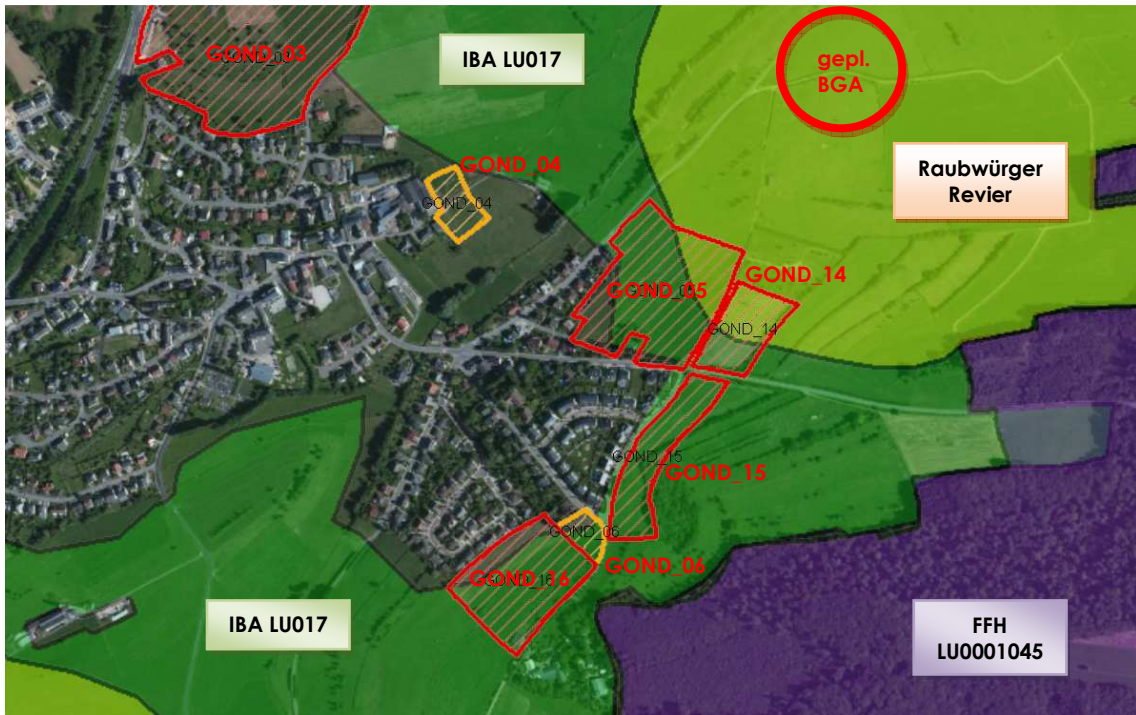 GOND_03
IBA LU017
gepl.
BGA
Raubwürger
Revier
GOND_04
GOND_04
GOND_14
GOND_05
GOND_14
GOND_15
GOND_15
GOND_06
GOND_06
GOND_16
IBA LU017
FFH
LU0001045